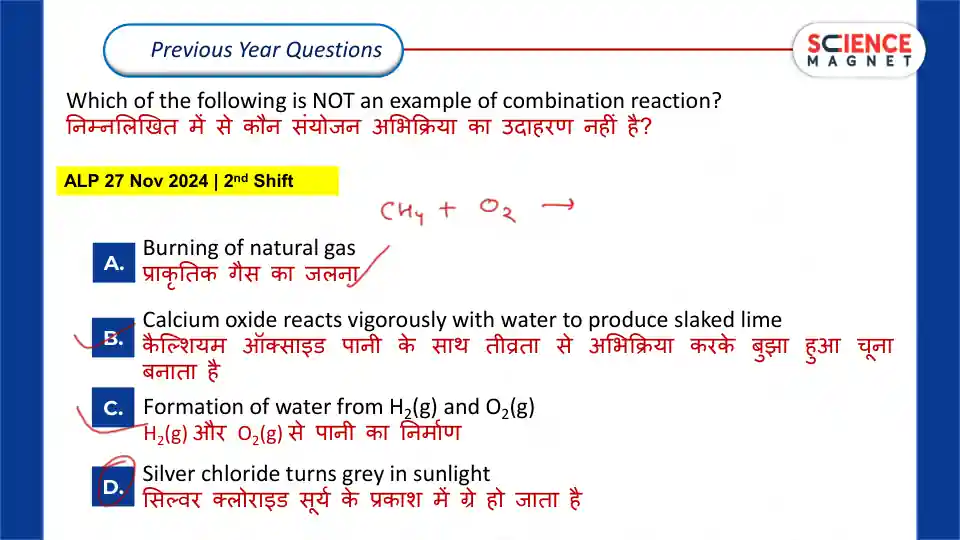 Previous Year Questions
SCIENCE
MAGNET
Which of the following is NOT an example of combination reaction?
निम्नलिखित में से कौन संयोजन अभिक्रिया का उदाहरण नहीं है?
ALP 27 Nov 2024 | 2nd Shift
CH4 + O2 →
A.
Burning of natural gas
प्राकृतिक गैस का जलना
B.
Calcium oxide reacts vigorously with water to produce slaked lime
कैल्शियम ऑक्साइड पानी के साथ तीव्रता से अभिक्रिया करके बुझा हुआ चूना
बनाता है
C.
Formation of water from H2(g) and O2(g)
H2(g) और O2(g) से पानी का निर्माण
D.
Silver chloride turns grey in sunlight
सिल्वर क्लोराइड सूर्य के प्रकाश में ग्रे हो जाता है